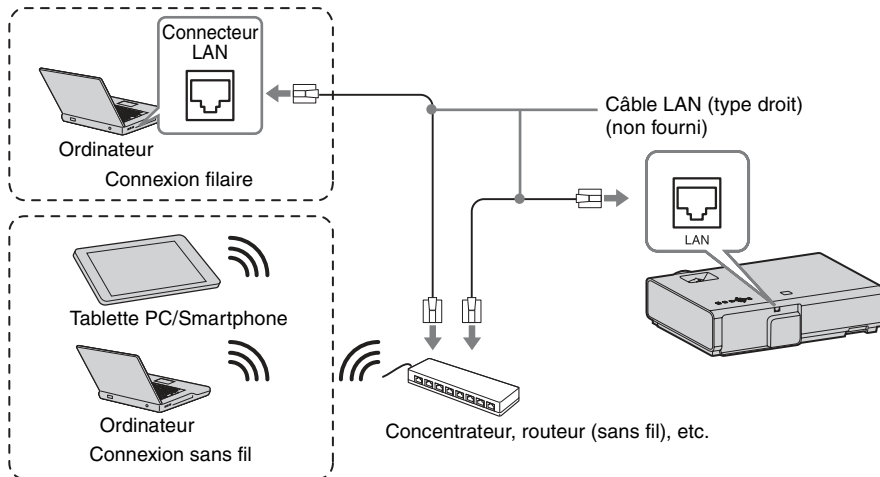 Connecteur
LAN
Ordinateur
Connexion filaire
Câble LAN (type droit)
(non fourni)
LAN
Tablette PC/Smartphone
Ordinateur
Connexion sans fil
Concentrateur, routeur (sans fil), etc.